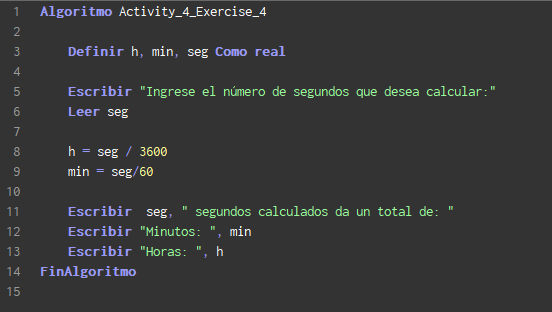 1 Algoritmo Activity_4_Exercise_4
2
3 Definir h, min, seg Como real
4
5 Escribir "Ingrese el número de segundos que desea calcular:"
6 Leer seg
7
8 h = seg / 3600
9 min = seg/60
10
11 Escribir  seg, " segundos calculados da un total de: "
12 Escribir "Minutos: ", min
13 Escribir "Horas: ", h
14 FinAlgoritmo
15